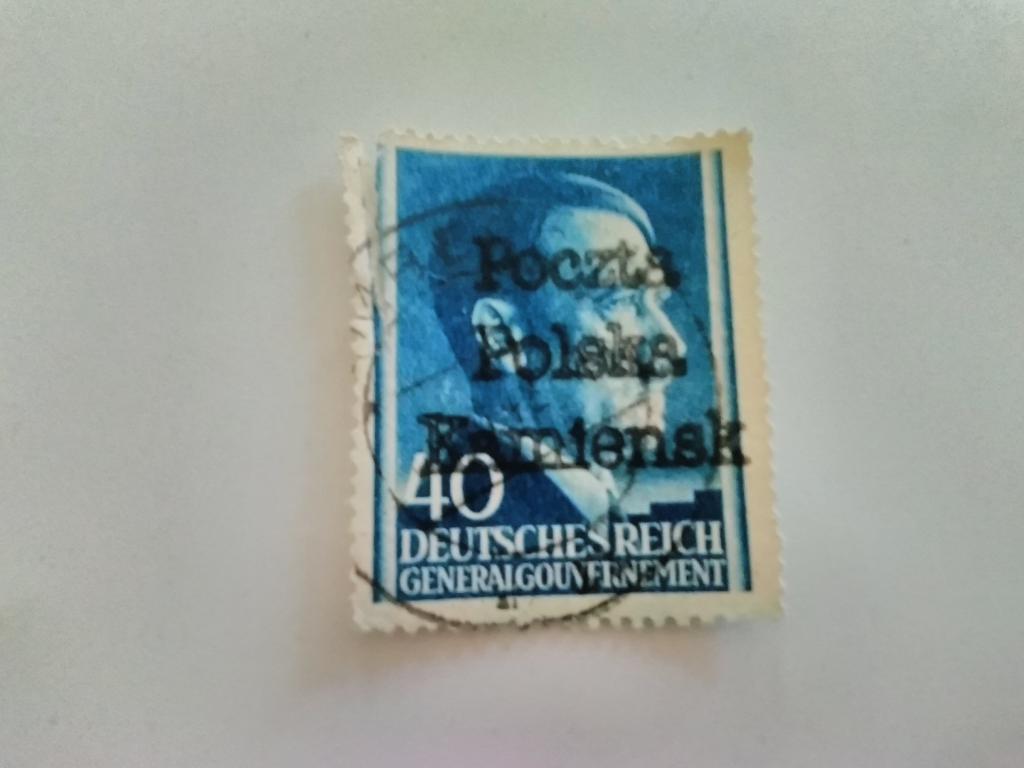 Poczta
Polska
Kamiensk
40
DEUTSCHES REICH
GENERALGOUVERNEMENT